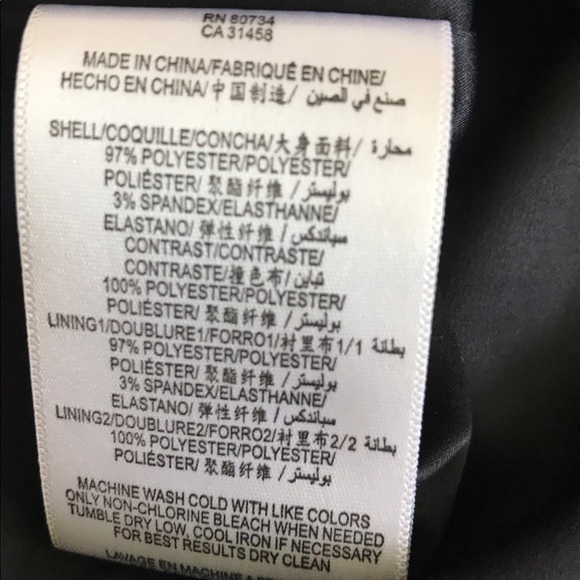 RN 80734
CA 31458
MADE IN CHINA/FABRIQUÉ EN CHINE/
HECHO EN CHINA/中国制造/ صنع في الصين
SHELL/COQUILLE/CONCHA/大身面料/ محارة
97% POLYESTER/POLYESTER/
POLIÉSTER/ 聚酯纤维 / بوليستر
3% SPANDEX/ELASTHANNE/
ELASTANO/ 弹性纤维 / سباندكس
CONTRAST/CONTRASTE/
CONTRASTE/撞色布/ تباين
100% POLYESTER/POLYESTER/
POLIÉSTER/ 聚酯纤维 / بوليستر
LINING1/DOUBLURE1/FORRO1/衬里布1/1 بطانة
97% POLYESTER/POLYESTER/
POLIÉSTER/ 聚酯纤维 / بوليستر
3% SPANDEX/ELASTHANNE/
ELASTANO/ 弹性纤维 / سباندكس
LINING2/DOUBLURE2/FORRO2/衬里布2/2 بطانة
100% POLYESTER/POLYESTER/
POLIÉSTER/ 聚酯纤维 / بوليستر
MACHINE WASH COLD WITH LIKE COLORS
ONLY NON-CHLORINE BLEACH WHEN NEEDED
TUMBLE DRY LOW, COOL IRON IF NECESSARY
FOR BEST RESULTS DRY CLEAN
LAVAGE EN MACHINE